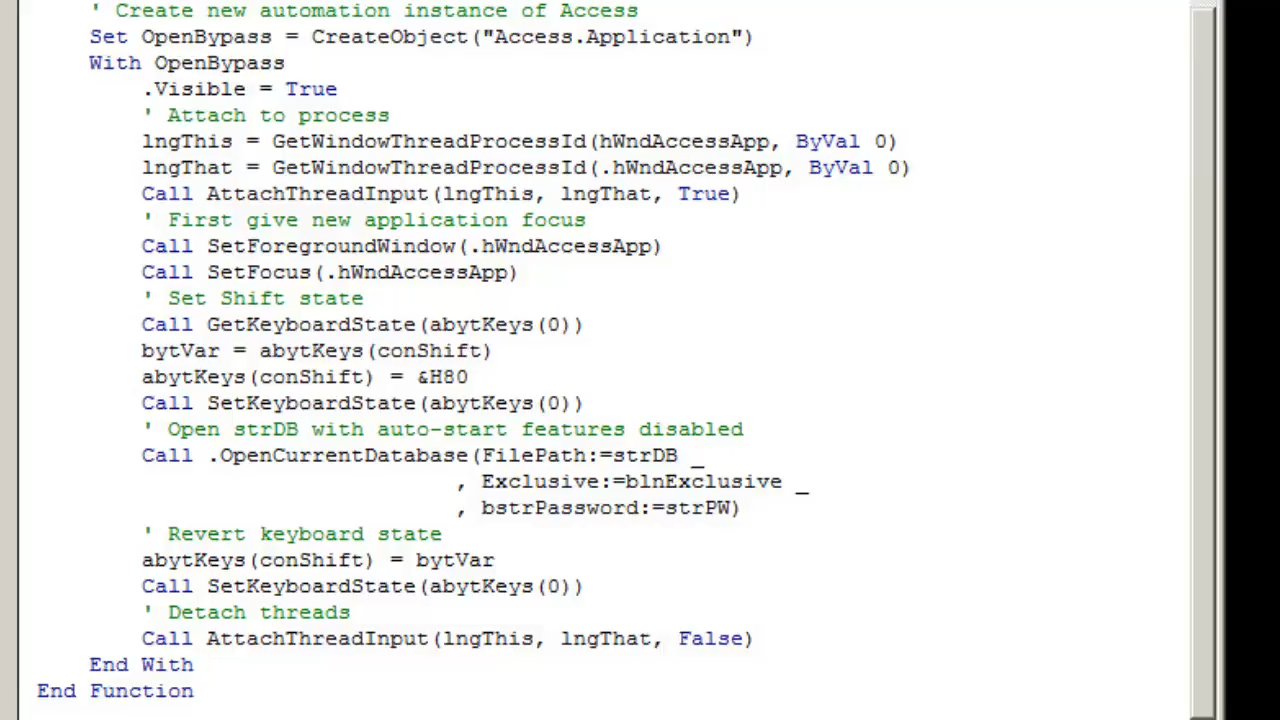 ' Create new automation instance of Access
Set OpenBypass = CreateObject("Access.Application")
With OpenBypass
.Visible = True
' Attach to process
lngThis = GetWindowThreadProcessId(hWndAccessApp, ByVal 0)
lngThat = GetWindowThreadProcessId(.hWndAccessApp, ByVal 0)
Call AttachThreadInput(lngThis, lngThat, True)
' First give new application focus
Call SetForegroundWindow(.hWndAccessApp)
Call SetFocus(.hWndAccessApp)
' Set Shift state
Call GetKeyboardState(abytKeys(0))
bytVar = abytKeys(conShift)
abytKeys(conShift) = &H80
Call SetKeyboardState(abytKeys(0))
' Open strDB with auto-start features disabled
Call .OpenCurrentDatabase(FilePath:=strDB _
, Exclusive:=blnExclusive _
, bstrPassword:=strPW)
' Revert keyboard state
abytKeys(conShift) = bytVar
Call SetKeyboardState(abytKeys(0))
' Detach threads
Call AttachThreadInput(lngThis, lngThat, False)
End With
End Function